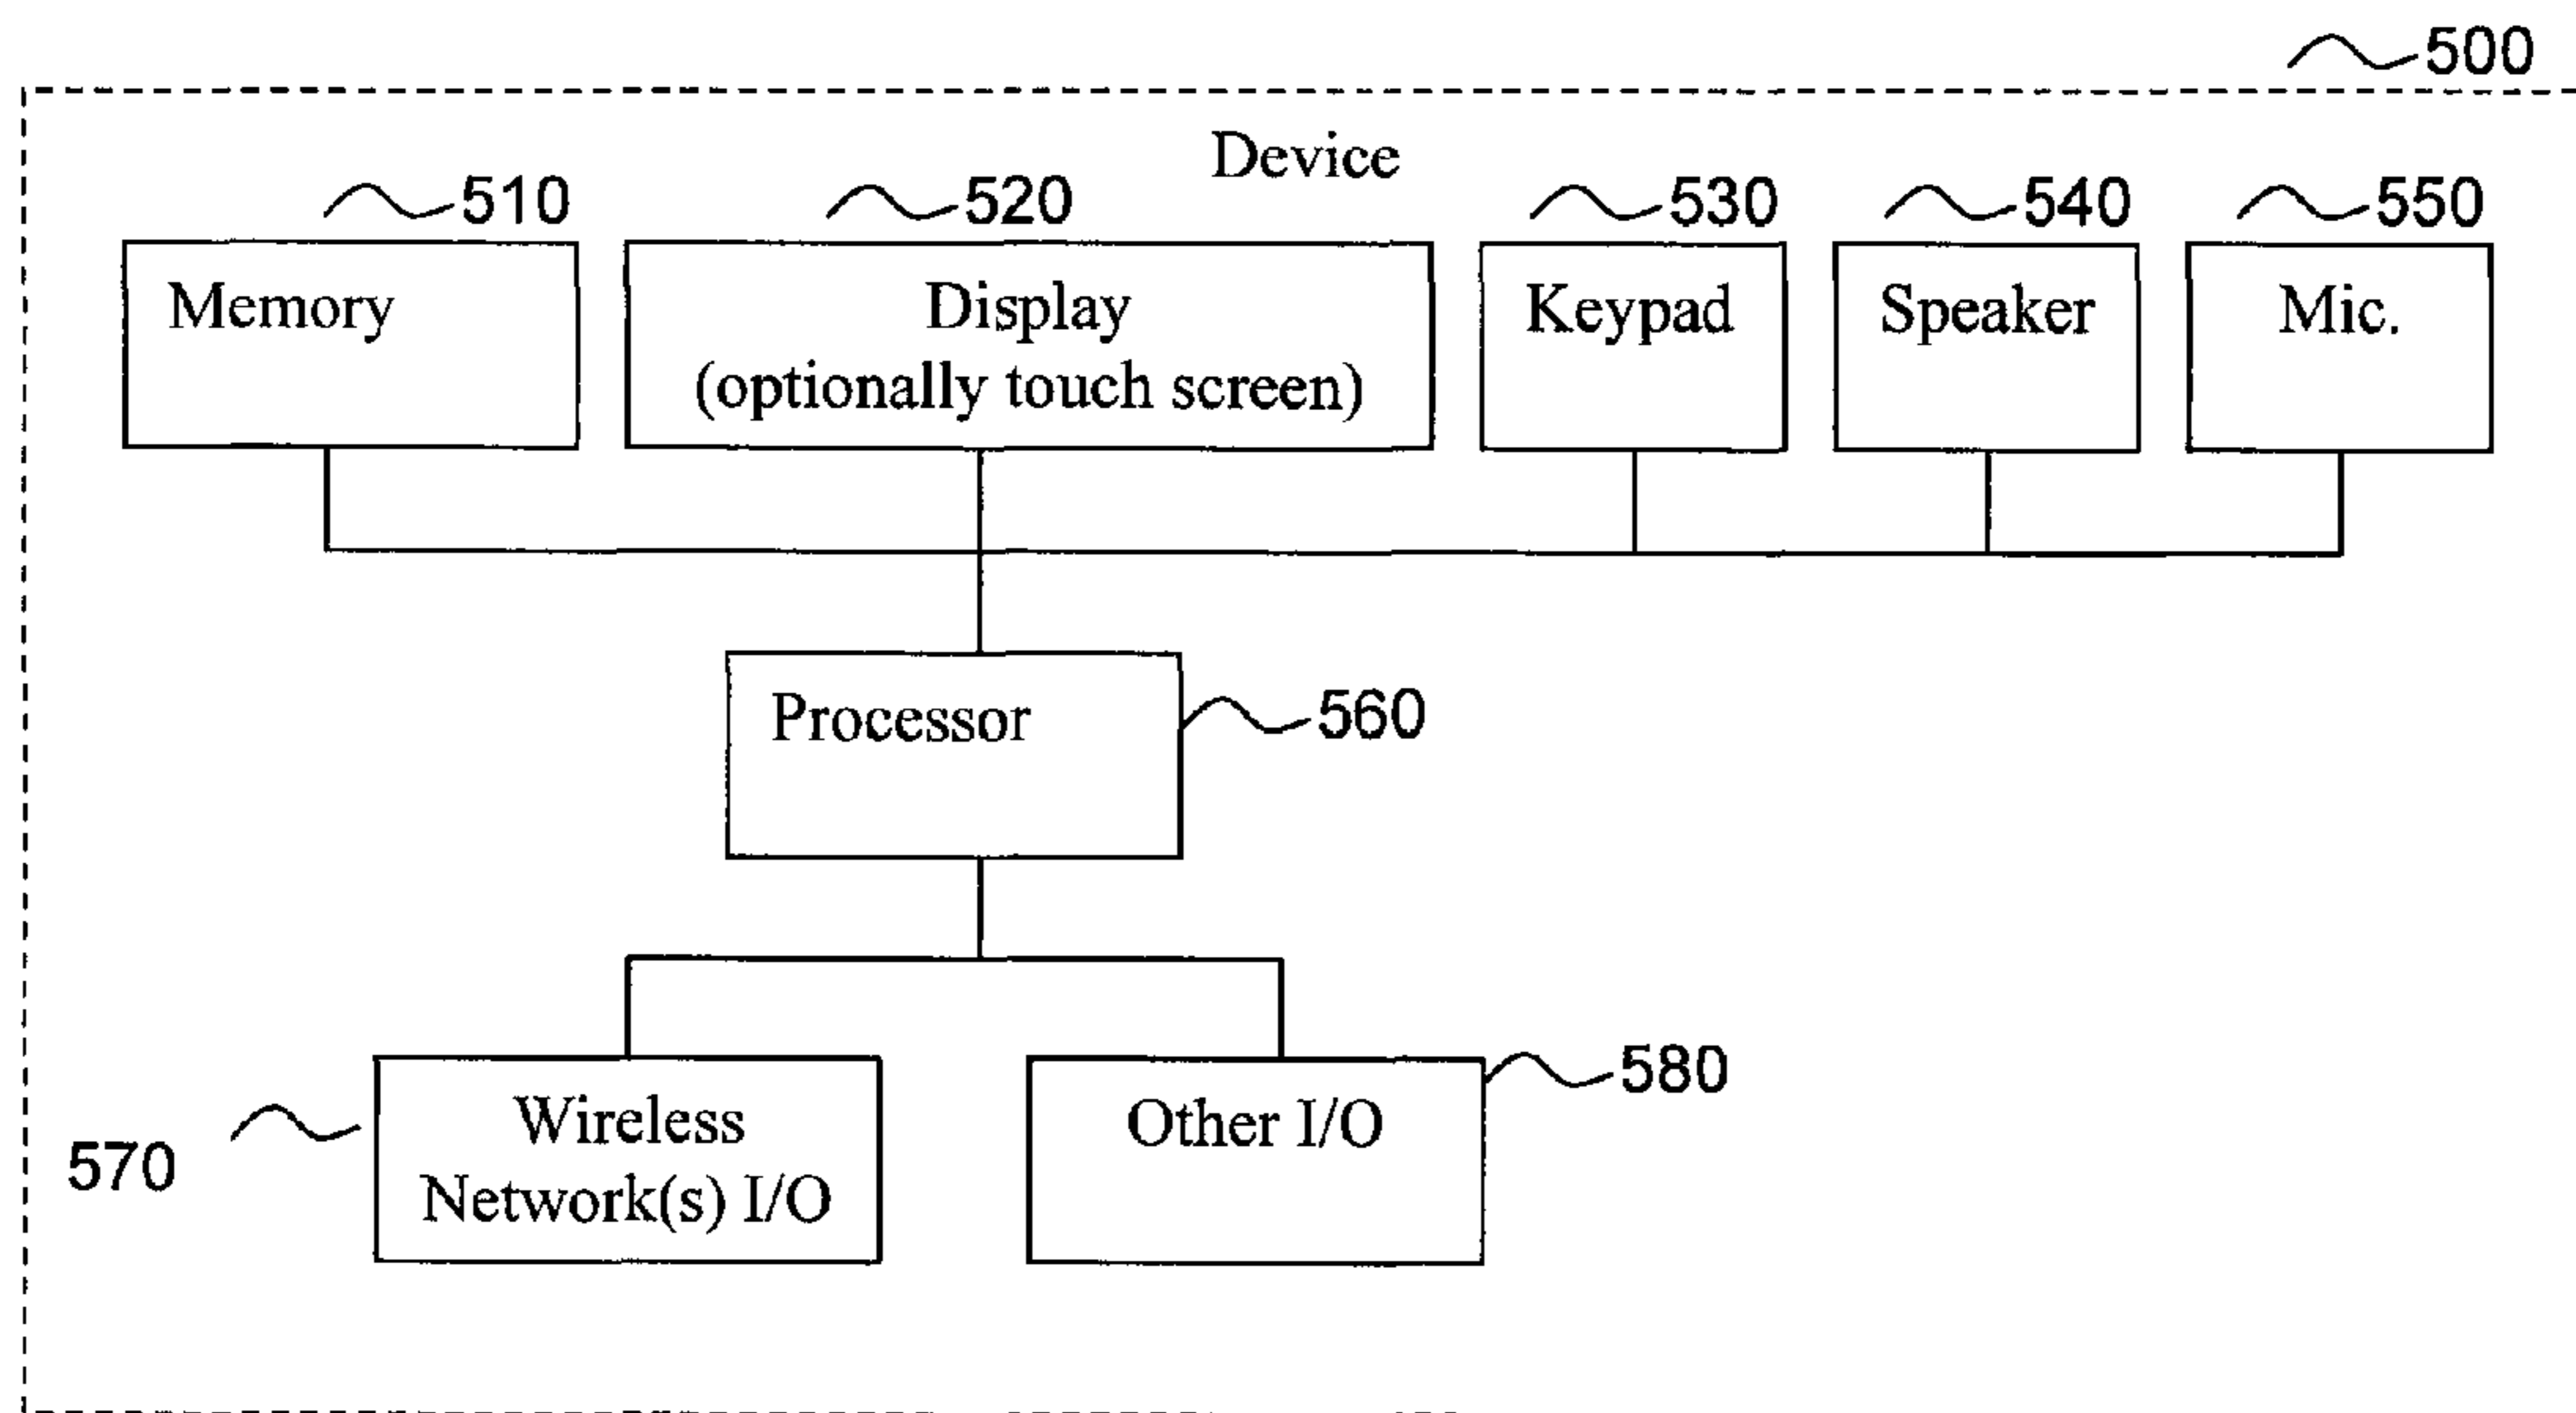 500
Device
510
520
530
540
550
Memory
Display
(optionally touch screen)
Keypad
Speaker
Mic.
Processor
560
570
Wireless
Network(s) I/O
Other I/O
580